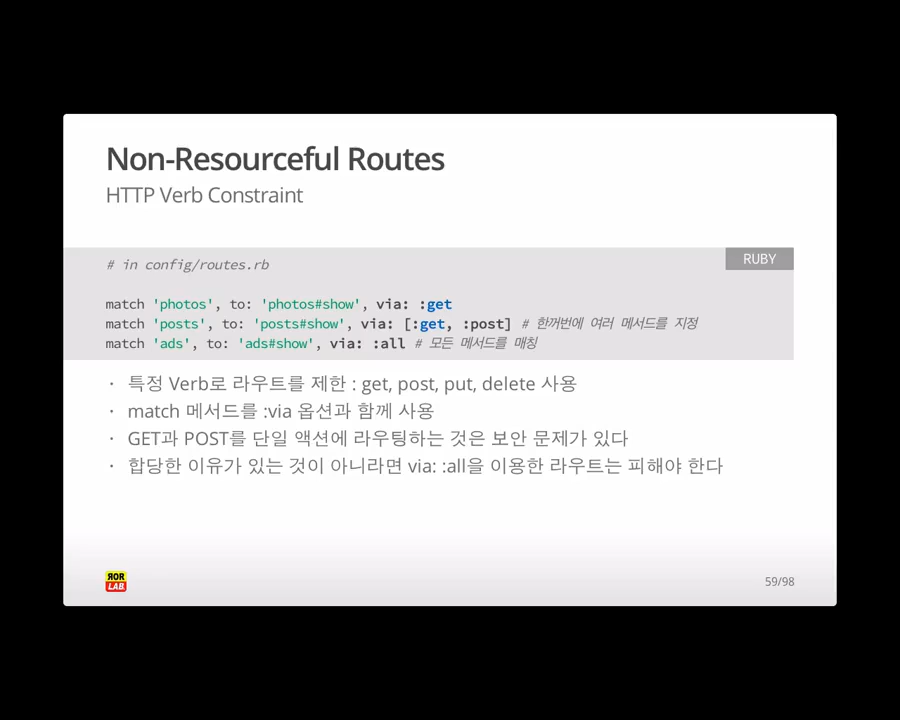 Non-Resourceful Routes
HTTP Verb Constraint
RUBY
# in config/routes.rb
match 'photos', to: 'photos#show', via: :get
match 'posts', to: 'posts#show', via: [:get, :post] # 한꺼번에 여러 메서드를 지정
match 'ads', to: 'ads#show', via: :all # 모든 메서드를 매칭
· 특정 Verb로 라우트를 제한 : get, post, put, delete 사용
· match 메서드를 :via 옵션과 함께 사용
· GET과 POST를 단일 액션에 라우팅하는 것은 보안 문제가 있다
· 합당한 이유가 있는 것이 아니라면 via: :all을 이용한 라우트는 피해야 한다
ROR
LAB.
59/98